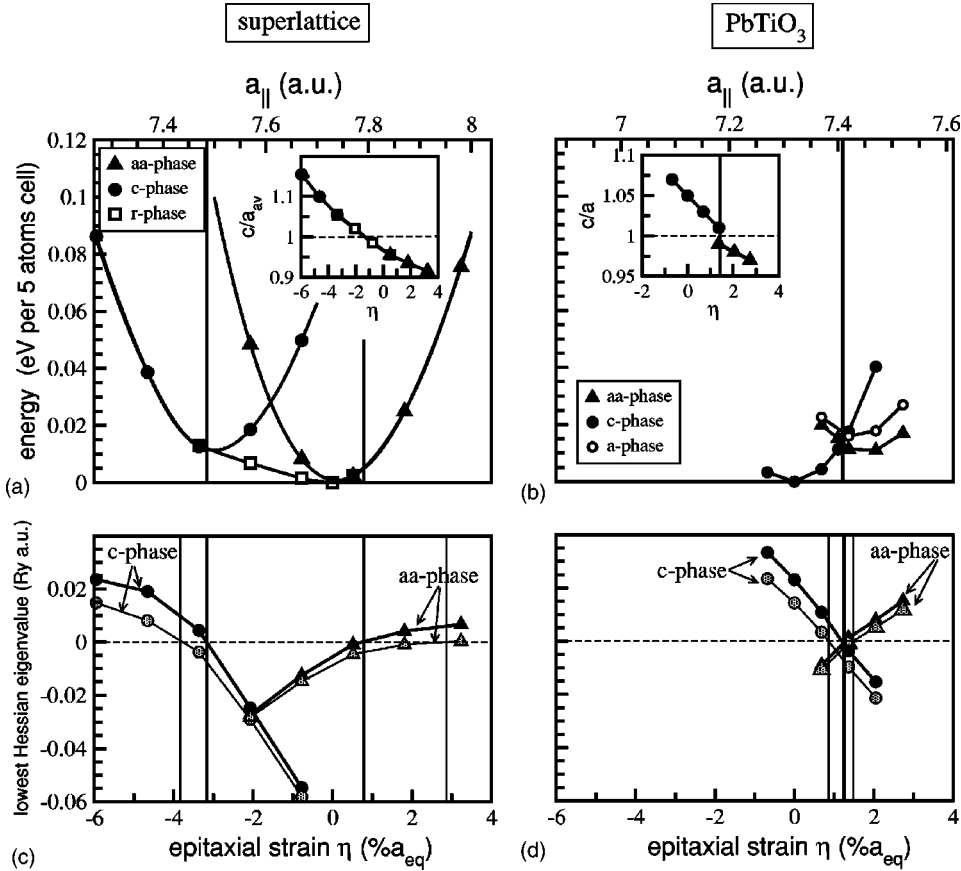 superlattice
PbTiO3
a|| (a.u.)
a|| (a.u.)
7.4 7.6 7.8 8
7 7.2 7.4 7.6
0.12
0.1
0.08
0.06
0.04
0.02
0
energy (eV per 5 atoms cell)
aa-phase
c-phase
r-phase
c/a_av
1.1
1
0.9
-6 -4 -2 0 2 4
η
(a)
c/a
1.1
1.05
1
0.95
-2 0 2 4
η
aa-phase
c-phase
a-phase
(b)
lowest Hessian eigenvalue (Ry a.u.)
0.02
0
-0.02
-0.04
-0.06
c-phase
aa-phase
-6 -4 -2 0 2 4
epitaxial strain η (%a_eq)
(c)
c-phase
aa-phase
-4 -2 0 2 4
epitaxial strain η (%a_eq)
(d)